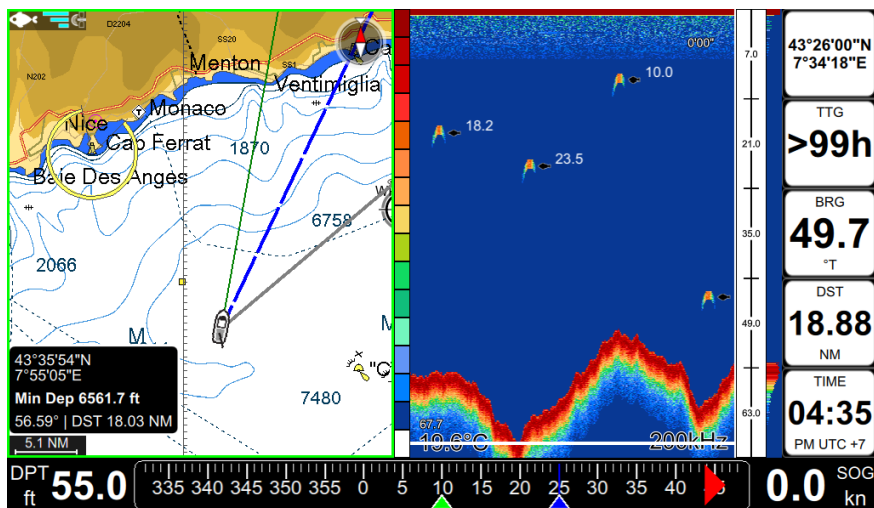 D2204
SS20
N202
Menton
SS1
Ca
Ventimiglia
T
Monaco
Nice
Cap Ferrat
1870
Baie Des Anges
W
6758
2066
M
M
"C
7480
43°35'54"N
7°55'05"E
Min Dep 6561.7 ft
56.59° | DST 18.03 NM
5.1 NM
0'00"
10.0
18.2
23.5
67.7
19.6°C
200kHz
7.0
21.0
35.0
49.0
63.0
43°26'00"N
7°34'18"E
TTG
>99h
BRG
49.7
°T
DST
18.88
NM
TIME
04:35
PM UTC +7
DPT
ft
55.0
335 340 345 350 355 0 5 10 15 20 25 30 35 40 45
0.0
SOG
kn